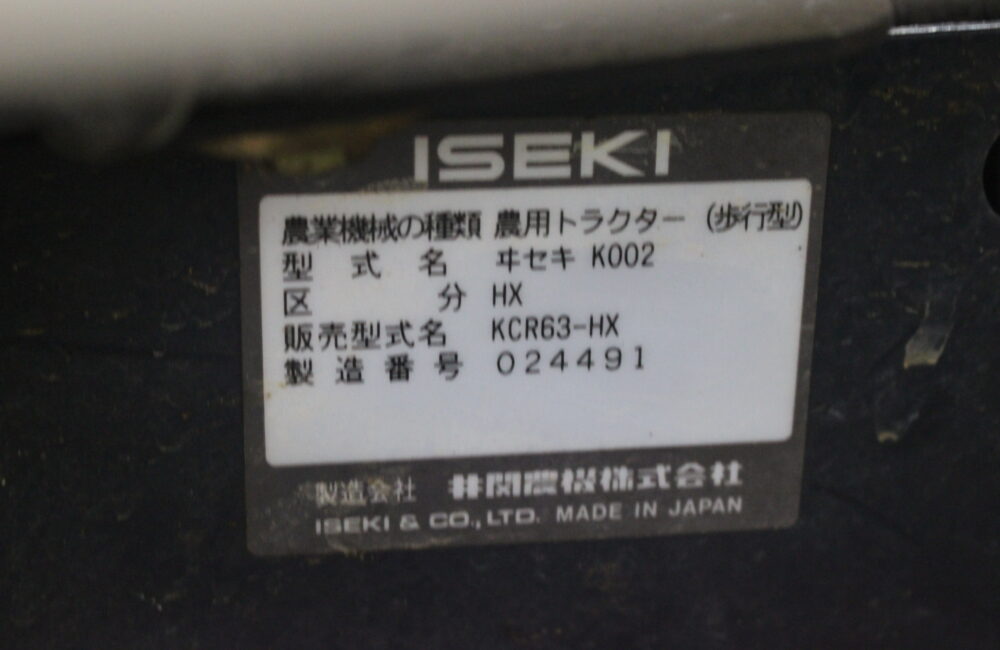 ISEKI
農業機械の種類 農用トラクター (歩行型)
型式名 ヰセキ K002
区分 HX
販売型式名 KCR63-HX
製造番号 024491
製造会社 井関農機株式会社
ISEKI & CO., LTD. MADE IN JAPAN